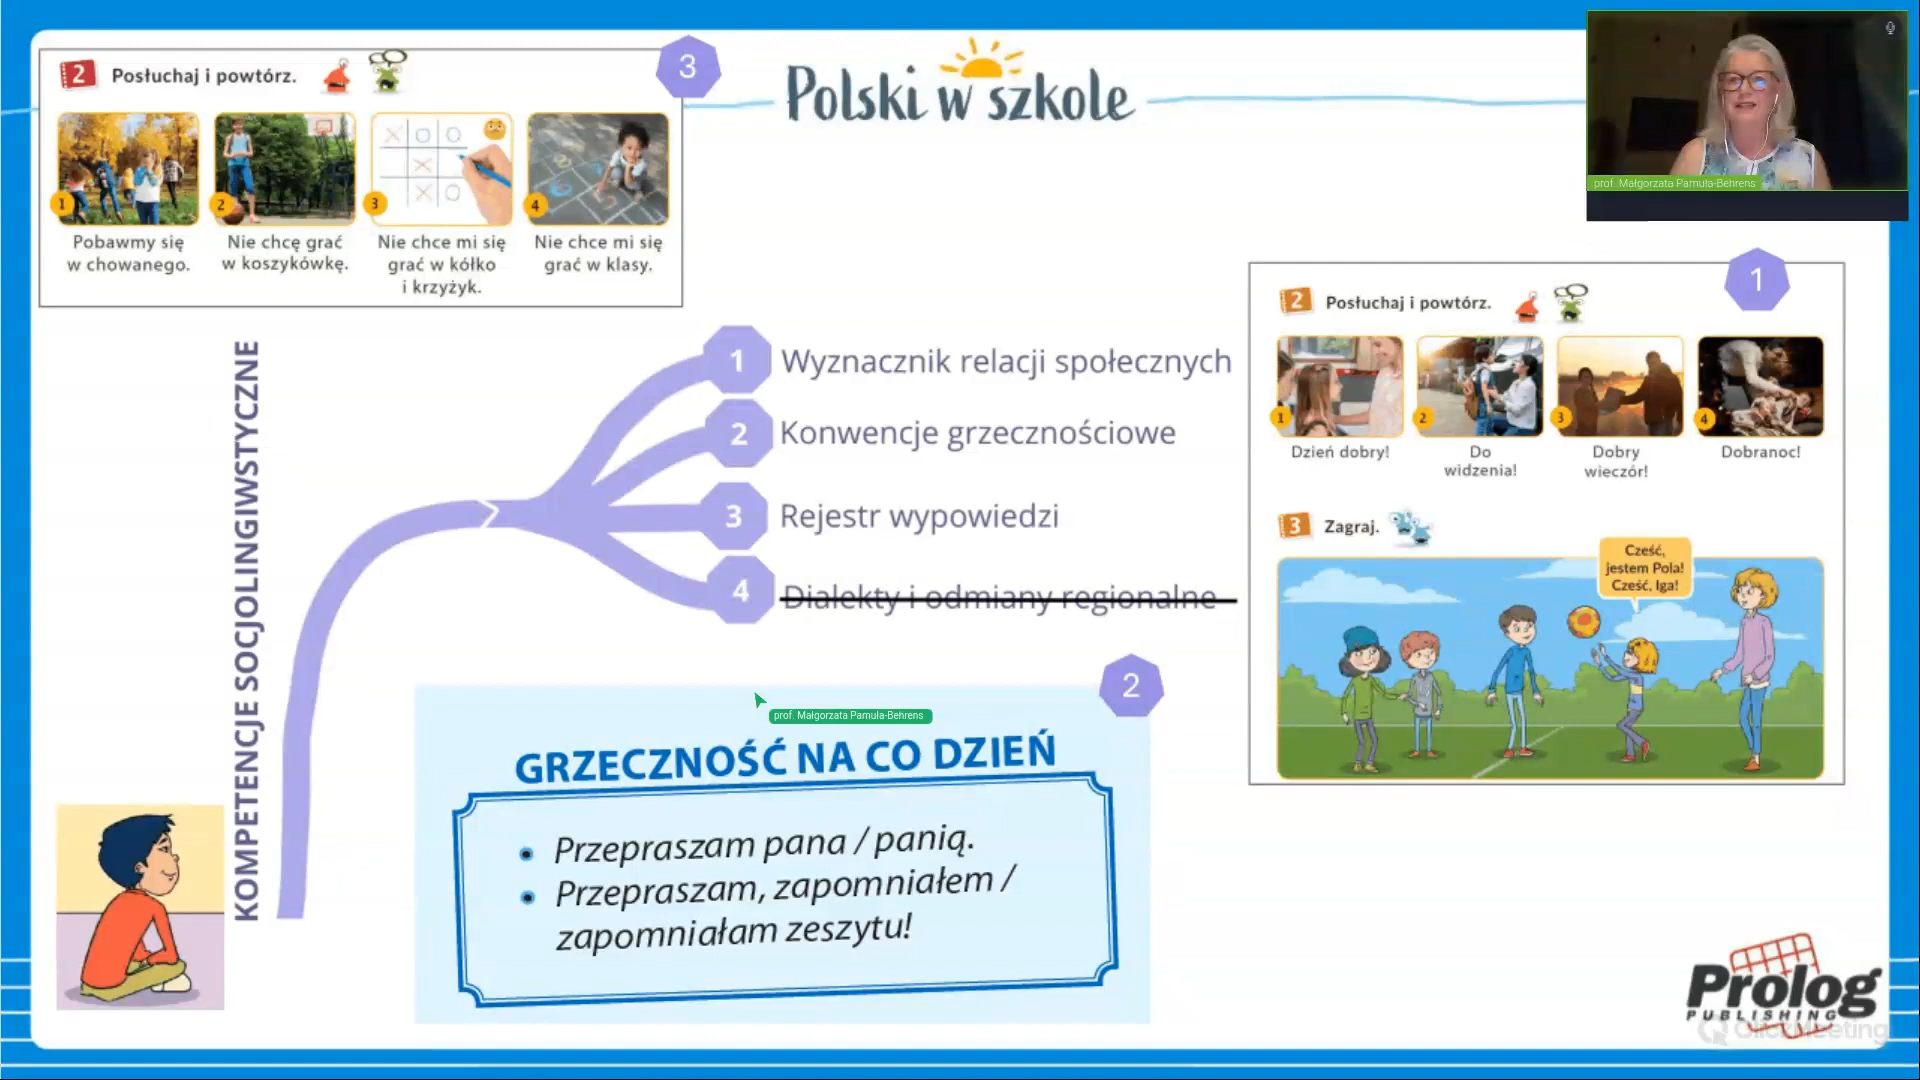 Polski w szkole
2 Posłuchaj i powtórz.
3
1
2
3
4
Pobawmy się
w chowanego.
Nie chcę grać
w koszykówkę.
Nie chce mi się
grać w kółko
i krzyżyk.
Nie chce mi się
grać w klasy.
prof. Małgorzata Pamuła-Behrens
KOMPETENCJE SOCJOLINGIWSTYCZNE
1 Wyznacznik relacji społecznych
2 Konwencje grzecznościowe
3 Rejestr wypowiedzi
4 Dialekty i odmiany regionalne
1
2 Posłuchaj i powtórz.
1
2
3
4
Dzień dobry!
Do
widzenia!
Dobry
wieczór!
Dobranoc!
3 Zagraj.
Cześć,
jestem Pola!
Cześć, Iga!
2
prof. Małgorzata Pamuła-Behrens
GRZECZNOŚĆ NA CO DZIEŃ
• Przepraszam pana / panią.
• Przepraszam, zapomniałem /
zapomniałam zeszytu!
Prolog
PUBLISHING
ClickMeeting